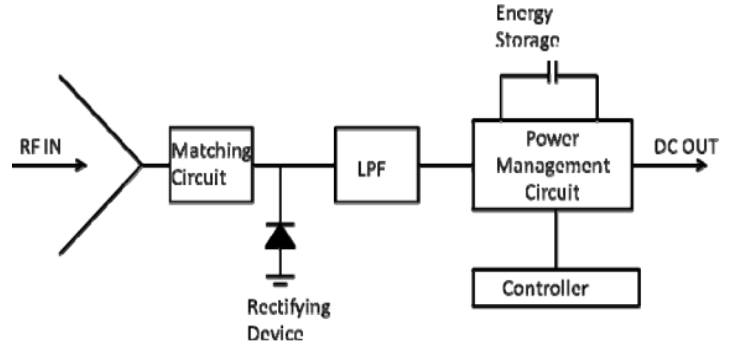 Energy
Storage
RF IN
Matching
Circuit
LPF
Power
Management
Circuit
DC OUT
Controller
Rectifying
Device